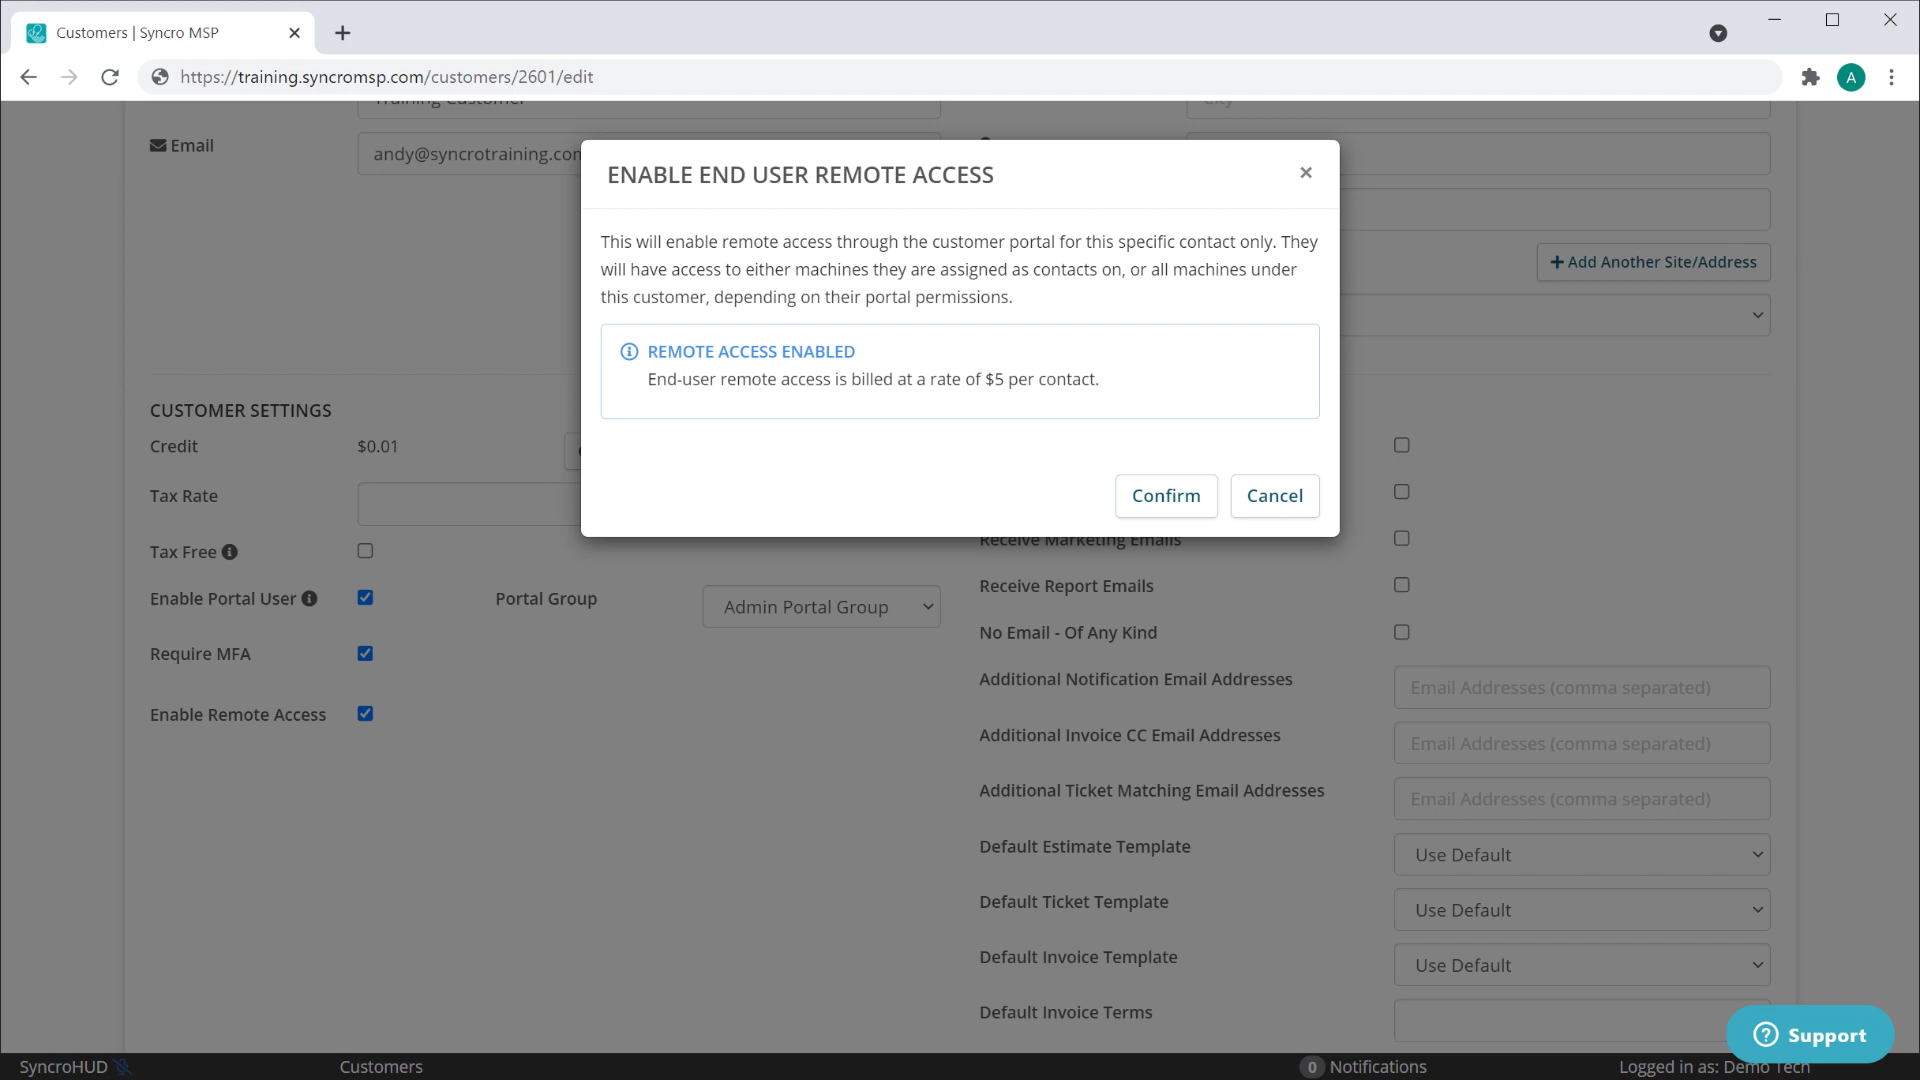 Customers | Syncro MSP
https://training.syncromsp.com/customers/2601/edit
A
Training Customer
City
Email
andy@syncrotraining.com
ENABLE END USER REMOTE ACCESS
×
This will enable remote access through the customer portal for this specific contact only. They
will have access to either machines they are assigned as contacts on, or all machines under
this customer, depending on their portal permissions.
REMOTE ACCESS ENABLED
End-user remote access is billed at a rate of $5 per contact.
Confirm
Cancel
+ Add Another Site/Address
CUSTOMER SETTINGS
Credit
$0.01
Tax Rate
Tax Free
Enable Portal User
Portal Group
Admin Portal Group
Require MFA
Enable Remote Access
Receive Marketing Emails
Receive Report Emails
No Email - Of Any Kind
Additional Notification Email Addresses
Email Addresses (comma separated)
Additional Invoice CC Email Addresses
Email Addresses (comma separated)
Additional Ticket Matching Email Addresses
Email Addresses (comma separated)
Default Estimate Template
Use Default
Default Ticket Template
Use Default
Default Invoice Template
Use Default
Default Invoice Terms
Support
SyncroHUD
Customers
0 Notifications
Logged in as: Demo Tech